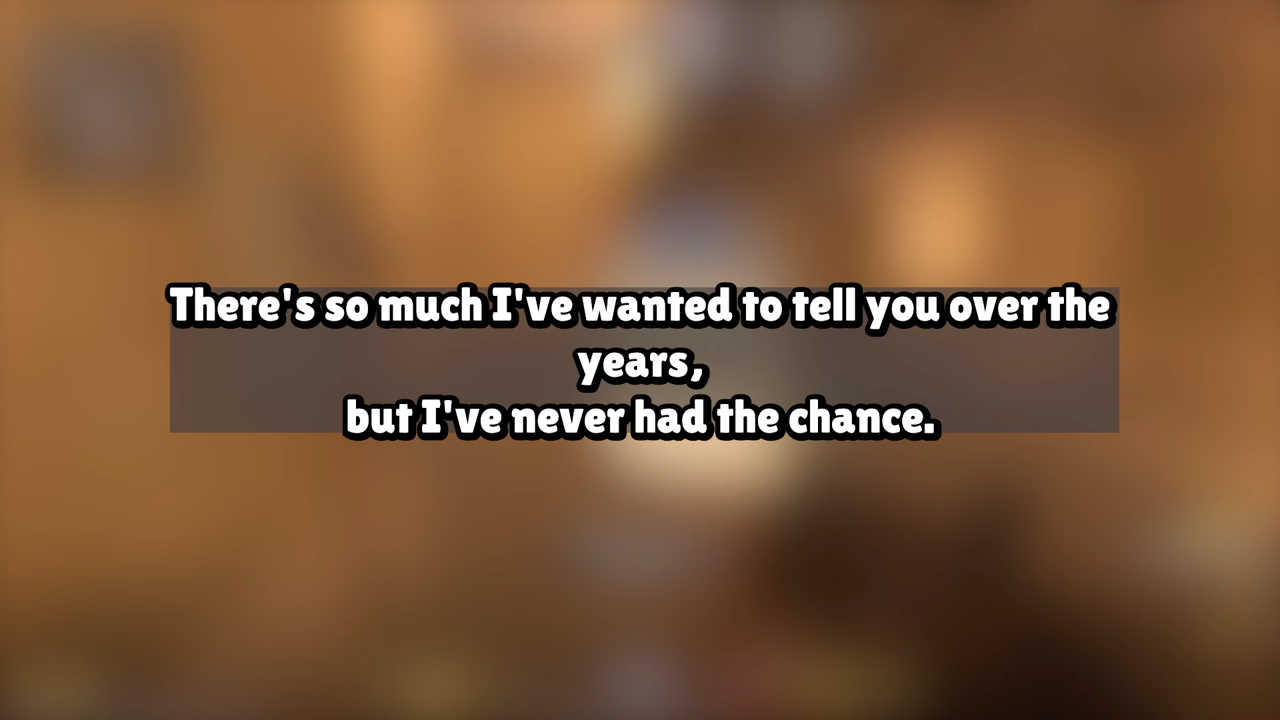 There's so much I've wanted to tell you over the
years,
but I've never had the chance.